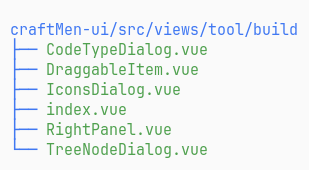 craftMen-ui/src/views/tool/build
├── CodeTypeDialog.vue
├── DraggableItem.vue
├── IconsDialog.vue
├── index.vue
├── RightPanel.vue
└── TreeNodeDialog.vue